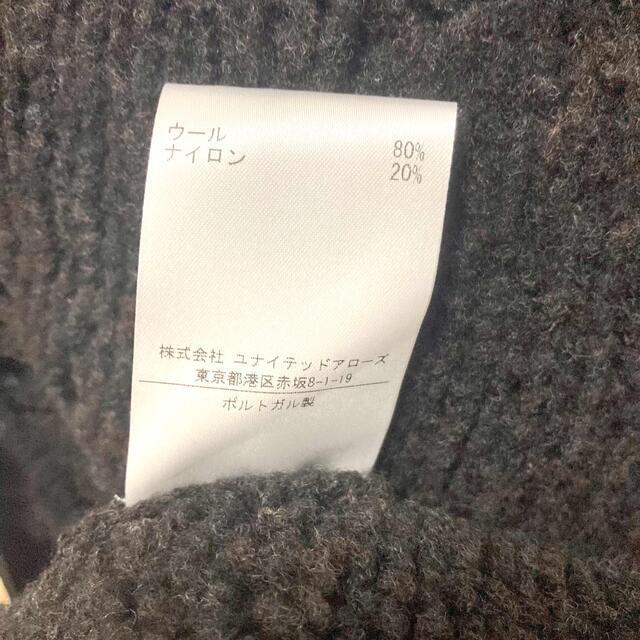 ウール 80%
ナイロン 20%
株式会社 ユナイテッドアローズ
東京都港区赤坂8-1-19
ポルトガル製